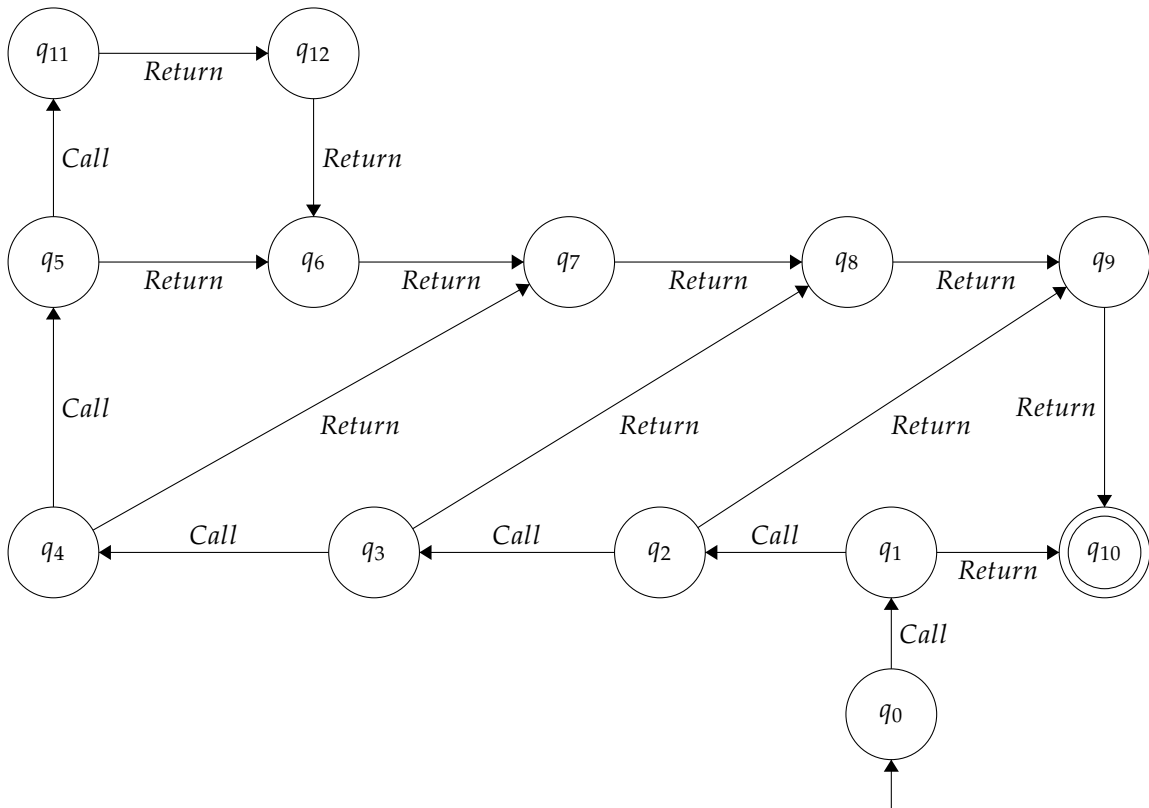 q11 q12
Return
Call Return
q5 q6 q7 q8 q9
Return Return Return Return
Call Return Return Return Return
q4 Call q3 Call q2 Call q1 q10
Return
Call
q0